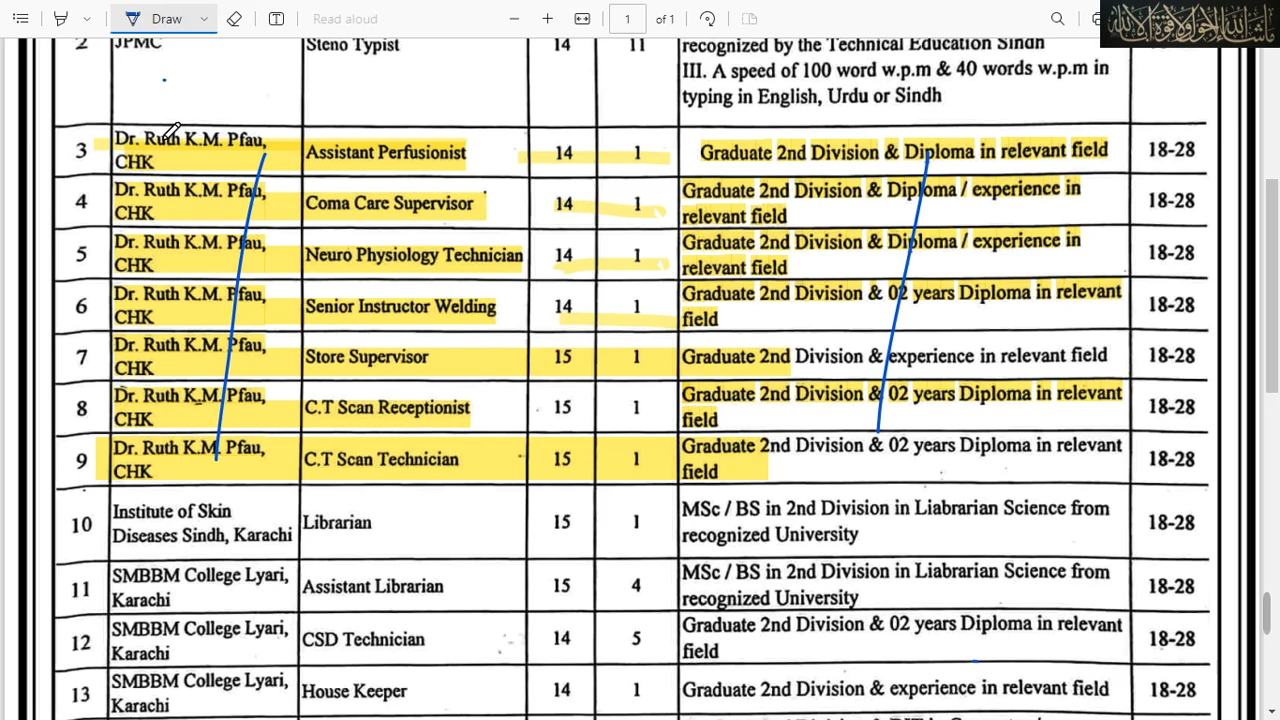 Draw
Read aloud
1 of 1
2 JPMC Steno Typist 14 11 recognized by the Technical Education Sindh
III. A speed of 100 word w.p.m & 40 words w.p.m in
typing in English, Urdu or Sindh
3 Dr. Ruth K.M. Pfau, Assistant Perfusionist 14 1 Graduate 2nd Division & Diploma in relevant field 18-28
CHK
4 Dr. Ruth K.M. Pfau, Coma Care Supervisor 14 1 Graduate 2nd Division & Diploma / experience in 18-28
CHK relevant field
5 Dr. Ruth K.M. Pfau, Neuro Physiology Technician 14 1 Graduate 2nd Division & Diploma / experience in 18-28
CHK relevant field
6 Dr. Ruth K.M. Pfau, Senior Instructor Welding 14 1 Graduate 2nd Division & 02 years Diploma in relevant 18-28
CHK field
7 Dr. Ruth K.M. Pfau, Store Supervisor 15 1 Graduate 2nd Division & experience in relevant field 18-28
CHK
8 Dr. Ruth K.M. Pfau, C.T Scan Receptionist 15 1 Graduate 2nd Division & 02 years Diploma in relevant 18-28
CHK field
9 Dr. Ruth K.M. Pfau, C.T Scan Technician 15 1 Graduate 2nd Division & 02 years Diploma in relevant 18-28
CHK field
10 Institute of Skin Librarian 15 1 MSc / BS in 2nd Division in Liabrarian Science from 18-28
Diseases Sindh, Karachi recognized University
11 SMBBM College Lyari, Assistant Librarian 15 4 MSc / BS in 2nd Division in Liabrarian Science from 18-28
Karachi recognized University
12 SMBBM College Lyari, CSD Technician 14 5 Graduate 2nd Division & 02 years Diploma in relevant 18-28
Karachi field
13 SMBBM College Lyari, House Keeper 14 1 Graduate 2nd Division & experience in relevant field 18-28
Karachi